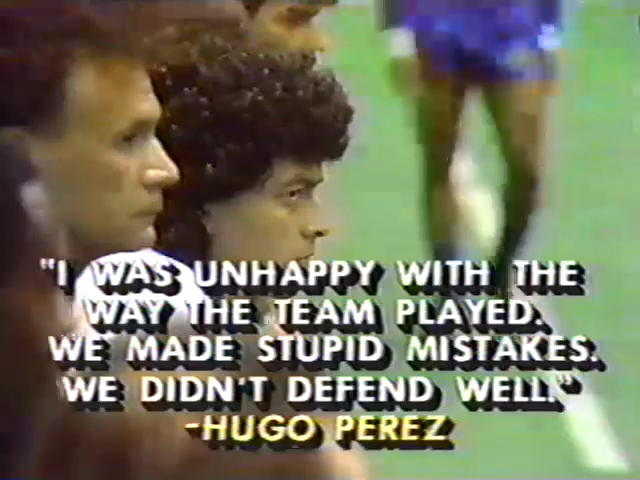 "I WAS UNHAPPY WITH THE
WAY THE TEAM PLAYED.
WE MADE STUPID MISTAKES.
WE DIDN'T DEFEND WELL."
-HUGO PEREZ